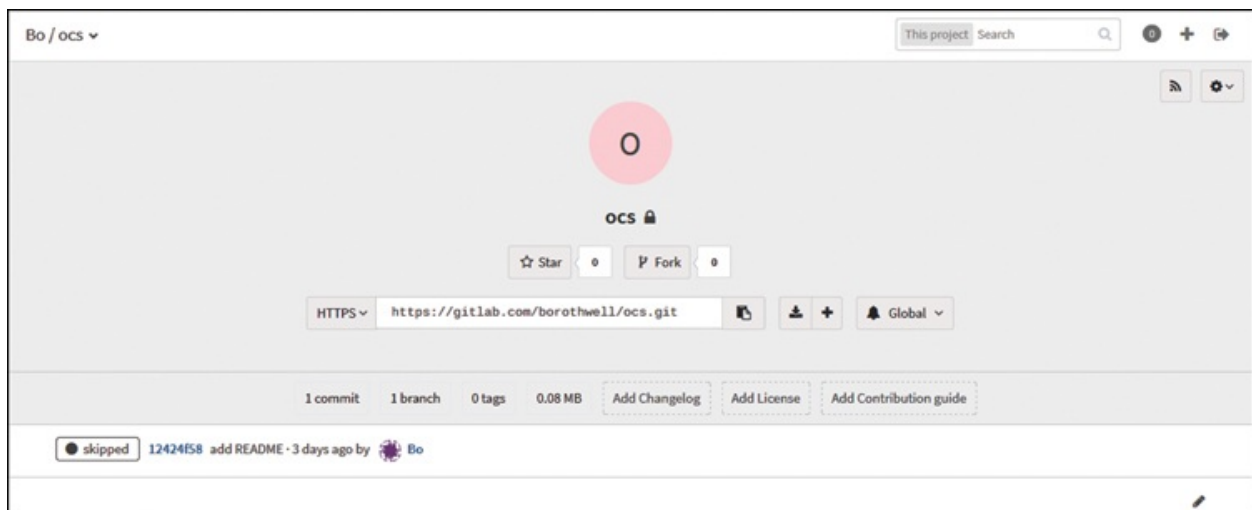 Bo / ocs
This project Search
0
O
ocs
Star 0 Fork 0
HTTPS https://gitlab.com/borothwell/ocs.git Global
1 commit 1 branch 0 tags 0.08 MB Add Changelog Add License Add Contribution guide
skipped 12424f58 add README · 3 days ago by Bo